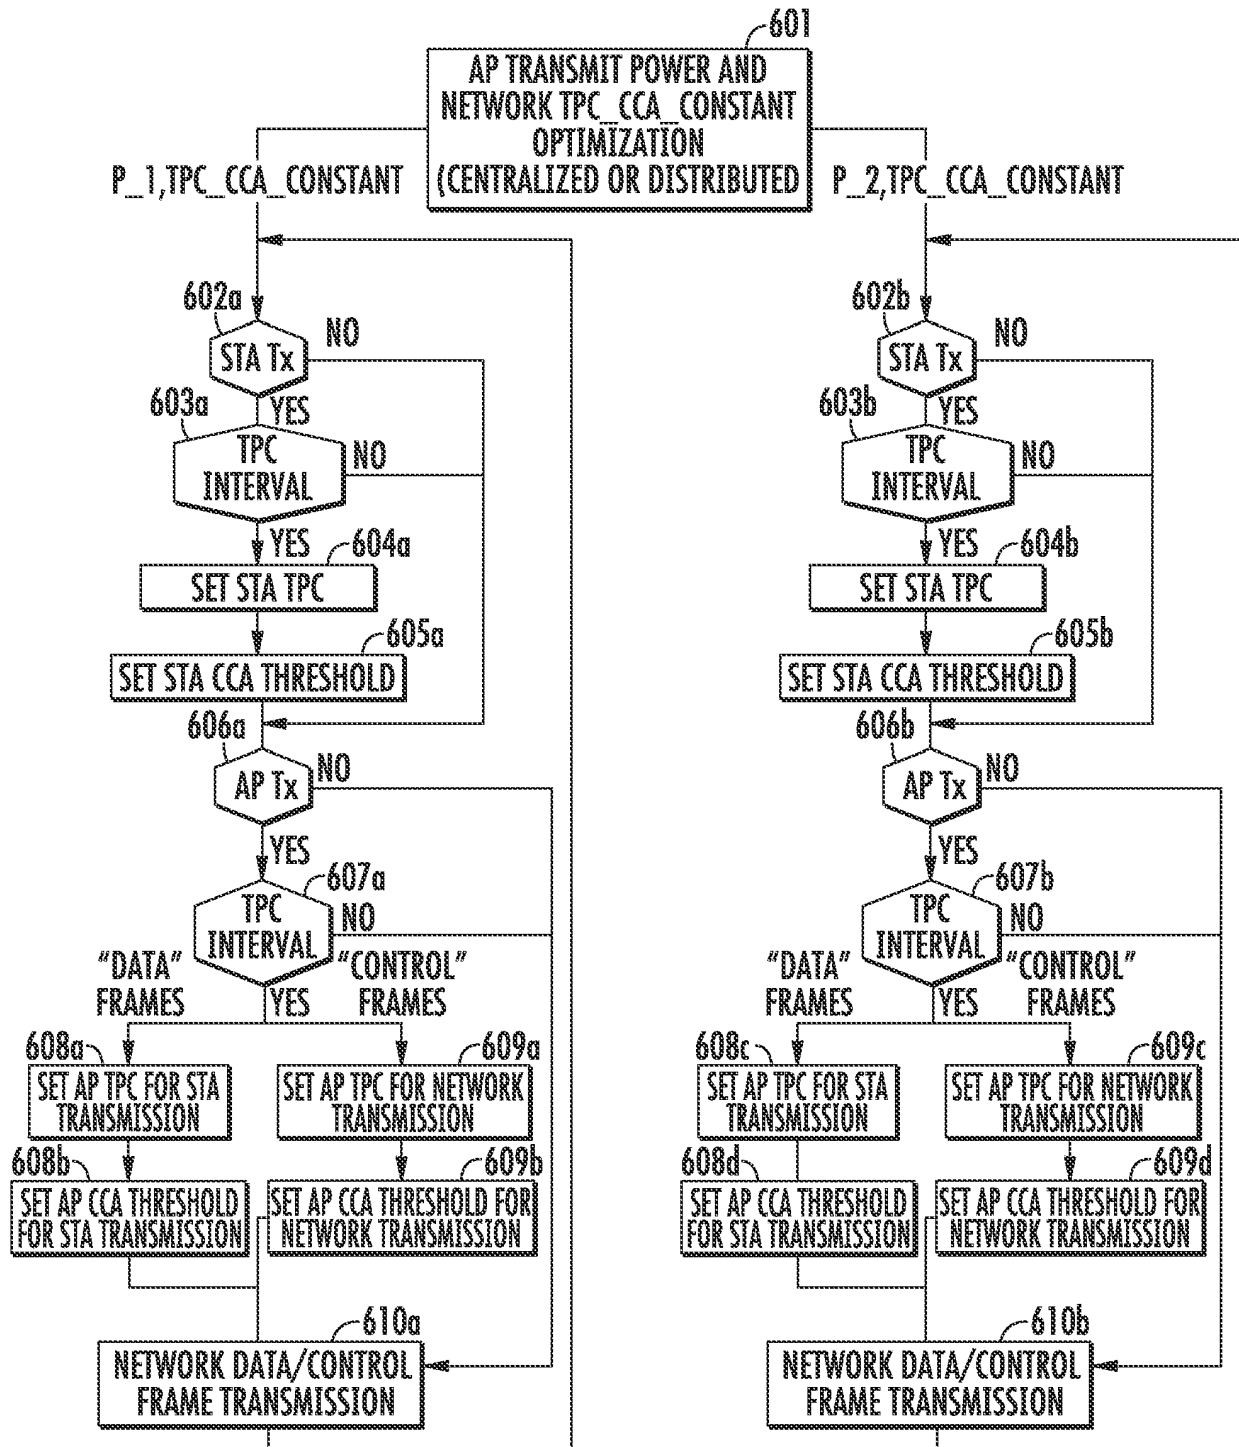 601
AP TRANSMIT POWER AND
NETWORK TPC_CCA_CONSTANT
OPTIMIZATION
(CENTRALIZED OR DISTRIBUTED
P_1,TPC_CCA_CONSTANT
P_2,TPC_CCA_CONSTANT
602a
STA Tx
NO
YES
603a
TPC
INTERVAL
NO
YES
604a
SET STA TPC
605a
SET STA CCA THRESHOLD
606a
AP Tx
NO
YES
607a
TPC
INTERVAL
NO
YES
"DATA"
FRAMES
"CONTROL"
FRAMES
608a
SET AP TPC FOR STA
TRANSMISSION
609a
SET AP TPC FOR NETWORK
TRANSMISSION
608b
SET AP CCA THRESHOLD
FOR STA TRANSMISSION
609b
SET AP CCA THRESHOLD FOR
NETWORK TRANSMISSION
610a
NETWORK DATA/CONTROL
FRAME TRANSMISSION
602b
STA Tx
NO
YES
603b
TPC
INTERVAL
NO
YES
604b
SET STA TPC
605b
SET STA CCA THRESHOLD
606b
AP Tx
NO
YES
607b
TPC
INTERVAL
NO
YES
"DATA"
FRAMES
"CONTROL"
FRAMES
608c
SET AP TPC FOR STA
TRANSMISSION
609c
SET AP TPC FOR NETWORK
TRANSMISSION
608d
SET AP CCA THRESHOLD
FOR STA TRANSMISSION
609d
SET AP CCA THRESHOLD FOR
NETWORK TRANSMISSION
610b
NETWORK DATA/CONTROL
FRAME TRANSMISSION